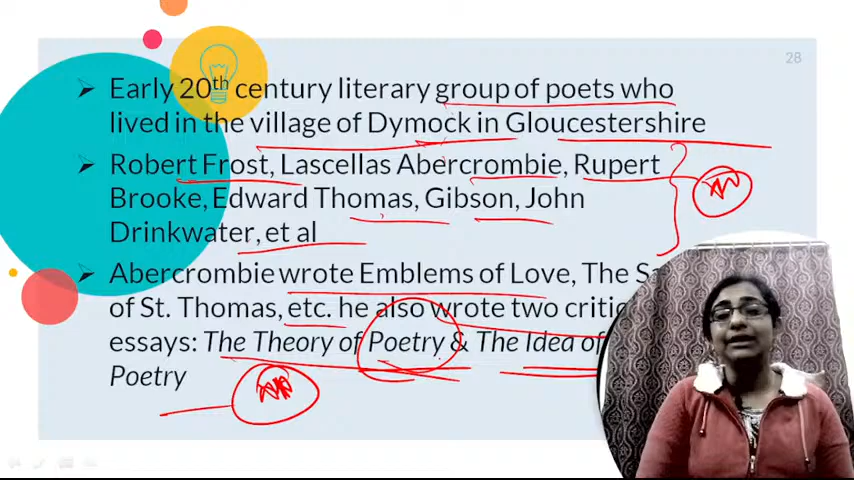 28
Early 20th century literary group of poets who
lived in the village of Dymock in Gloucestershire
Robert Frost, Lascellas Abercrombie, Rupert
Brooke, Edward Thomas, Gibson, John
Drinkwater, et al
Abercrombie wrote Emblems of Love, The
of St. Thomas, etc. he also wrote two
essays: The Theory of Poetry & The Idea of
Poetry